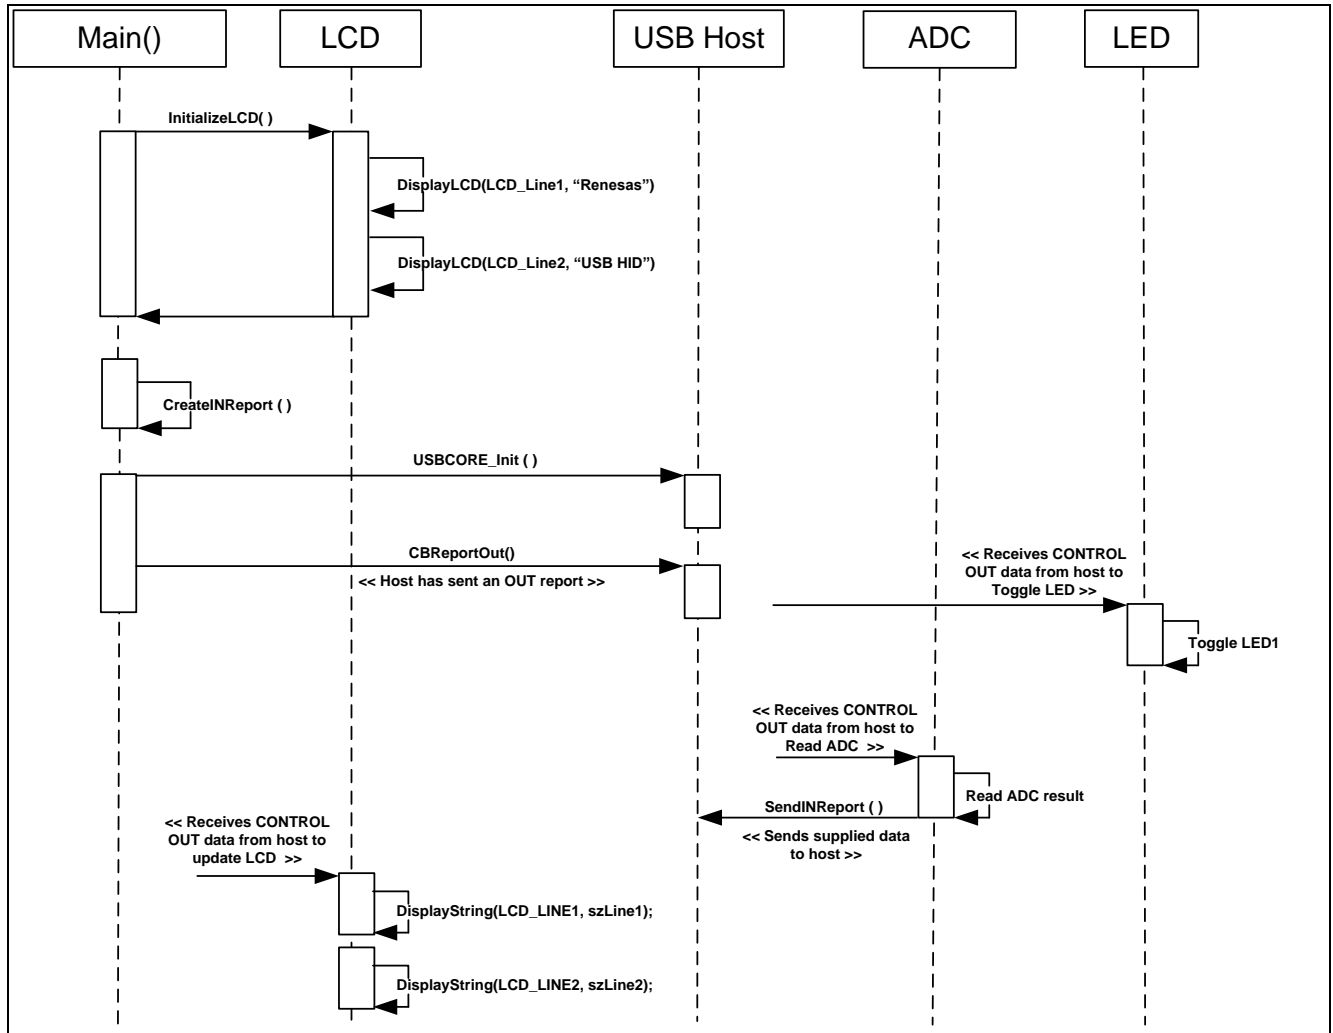 Main()
LCD
USB Host
ADC
LED
InitializeLCD( )
DisplayLCD(LCD_Line1, “Renesas”)
DisplayLCD(LCD_Line2, “USB HID”)
CreateINReport ( )
USBCORE_Init ( )
CBReportOut()
<< Host has sent an OUT report >>
<< Receives CONTROL
OUT data from host to
Toggle LED >>
Toggle LED1
<< Receives CONTROL
OUT data from host to
Read ADC >>
Read ADC result
SendINReport ( )
<< Sends supplied data
to host >>
<< Receives CONTROL
OUT data from host to
update LCD >>
DisplayString(LCD_LINE1, szLine1);
DisplayString(LCD_LINE2, szLine2);